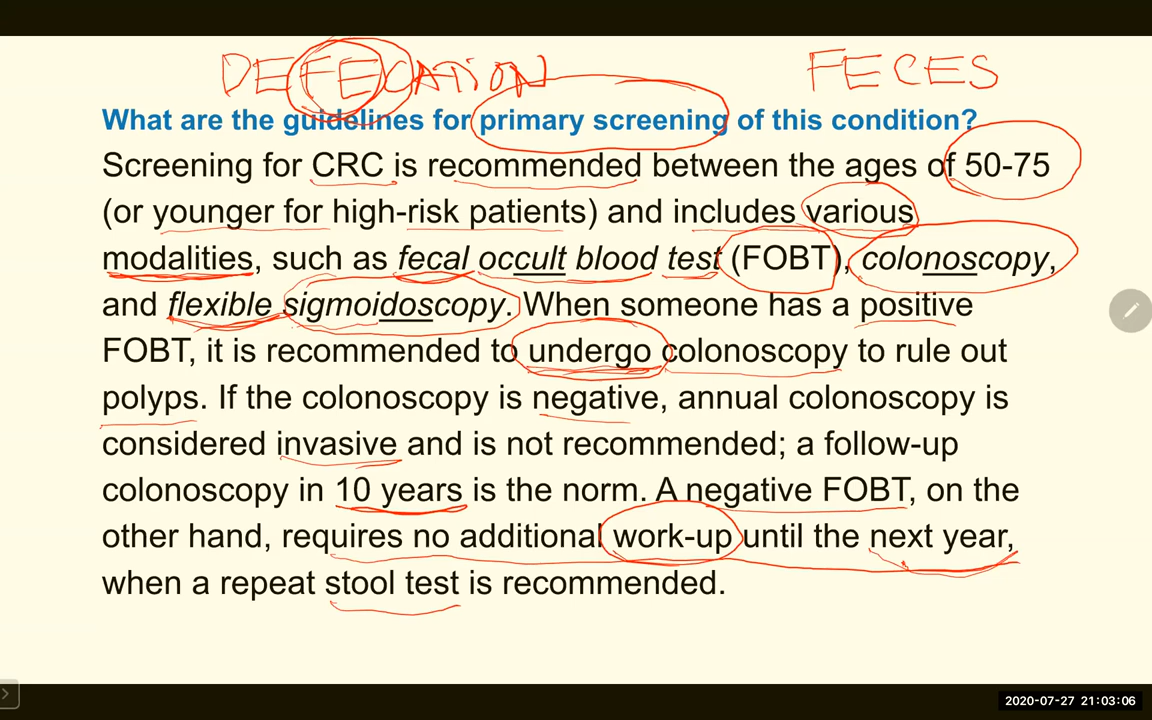 DEFECATION FECES
What are the guidelines for primary screening of this condition?
Screening for CRC is recommended between the ages of 50-75
(or younger for high-risk patients) and includes various
modalities, such as fecal occult blood test (FOBT), colonoscopy,
and flexible sigmoidoscopy. When someone has a positive
FOBT, it is recommended to undergo colonoscopy to rule out
polyps. If the colonoscopy is negative, annual colonoscopy is
considered invasive and is not recommended; a follow-up
colonoscopy in 10 years is the norm. A negative FOBT, on the
other hand, requires no additional work-up until the next year,
when a repeat stool test is recommended.
2020-07-27 21:03:06